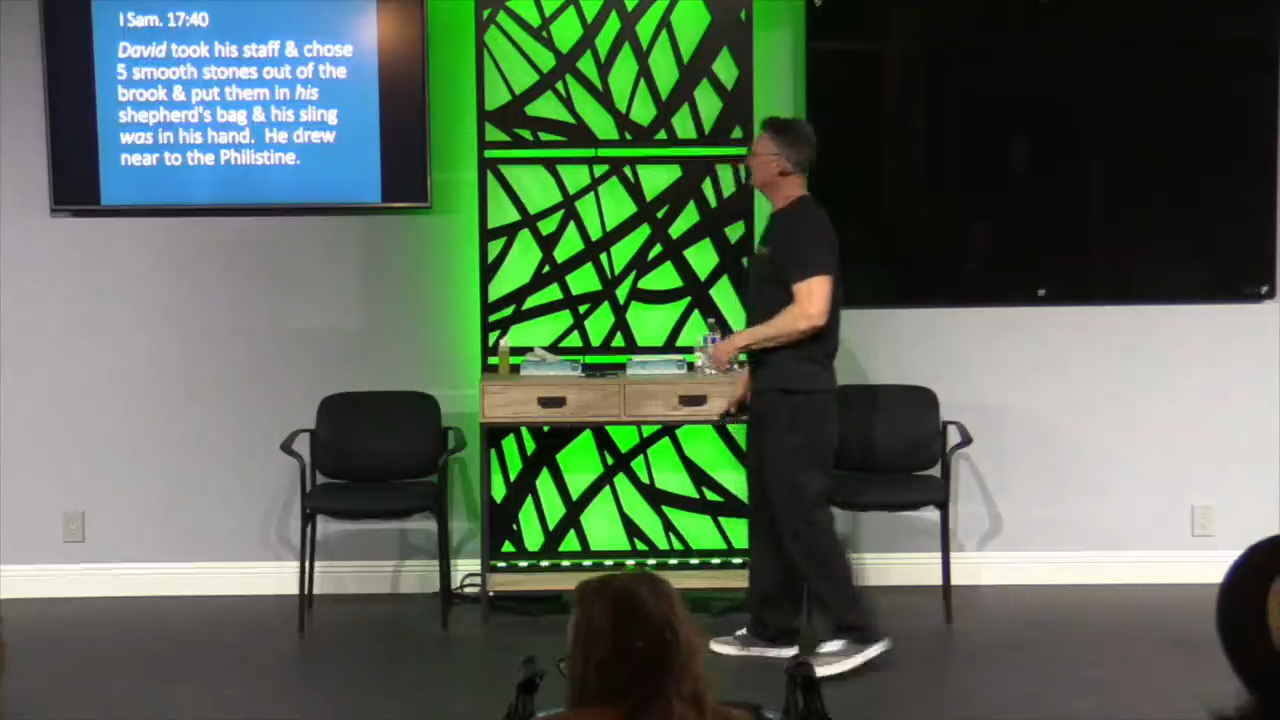 I Sam. 17:40
David took his staff & chose
5 smooth stones out of the
brook & put them in his
shepherd's bag & his sling
was in his hand. He drew
near to the Philistine.